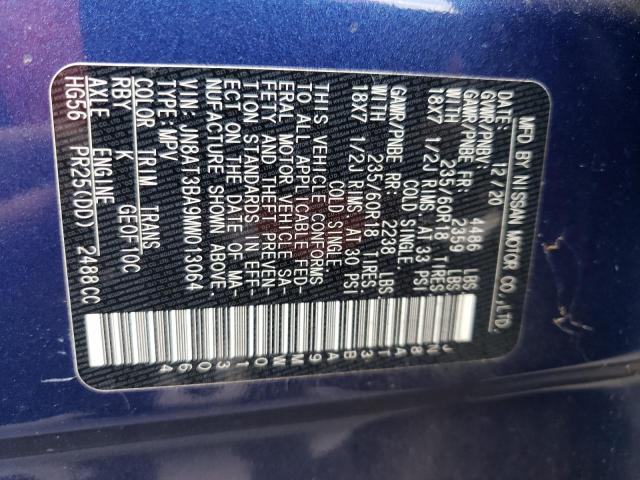 MFD BY NISSAN MOTOR CO.,LTD.
DATE: 12/20
GVWR/PNBV: 4486 LBS
GAWR/PNBE FR: 2359 LBS
WITH 235/60R18 TIRES
18X7 1/2J RIMS, AT 33 PSI
COLD SINGLE,
GAWR/PNBE RR: 2238 LBS.
WITH 235/60R18 TIRES
18X7 1/2J RIMS AT 30 PSI
COLD SINGLE.
THIS VEHICLE CONFORMS
TO ALL APPLICABLE FED-
ERAL MOTOR VEHICLE SA-
FETY AND THEFT PREVEN-
TION STANDARDS IN EFF-
ECT ON THE DATE OF MA-
NUFACTURE SHOWN ABOVE.
VIN: JN8AT3BA9MW013064
TYPE: MPV
COLOR TRIM TRANS
RBY K GEOF10C
AXLE ENGINE
HG56 PR25(DD) 2488CC
JN8AT3BA9MW013064